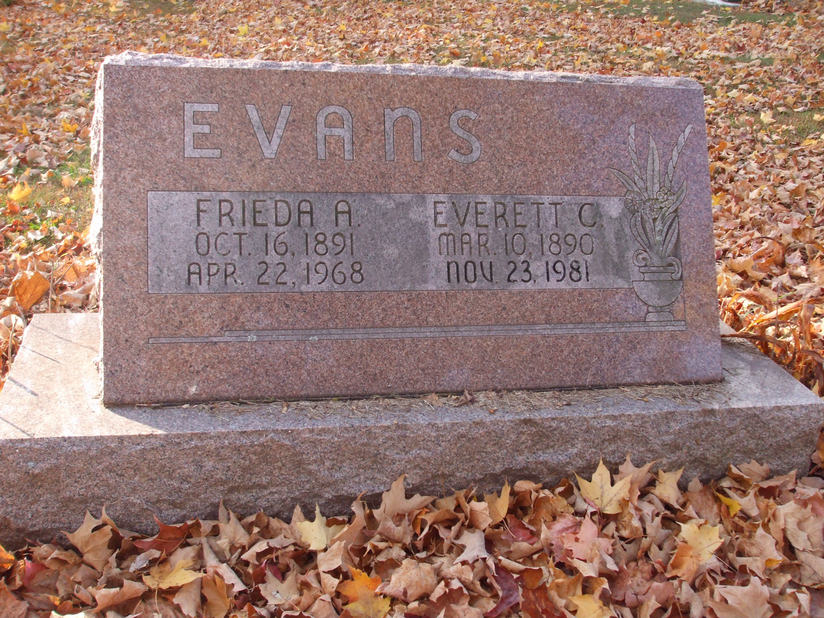 EVANS
FRIEDA A.
OCT. 16, 1891
APR. 22, 1968
EVERETT C.
MAR. 10, 1890
NOV. 23, 1981